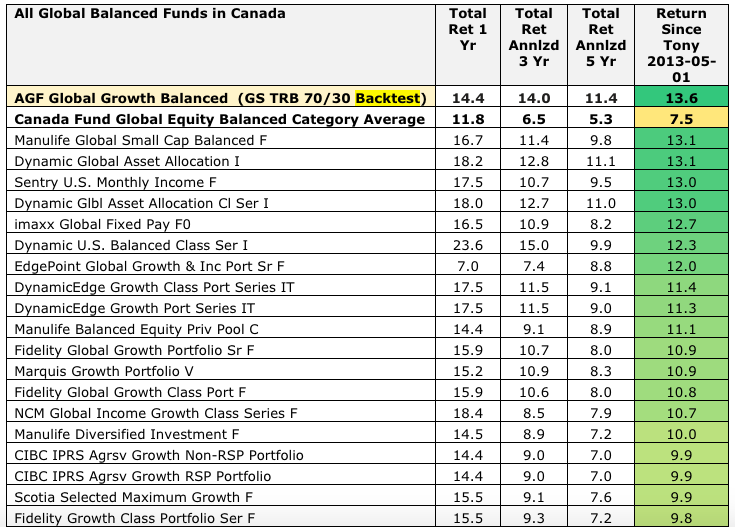 All Global Balanced Funds in Canada Total Ret 1 Yr Total Ret Annlzd 3 Yr Total Ret Annlzd 5 Yr Return Since Tony 2013-05-01
AGF Global Growth Balanced (GS TRB 70/30 Backtest) 14.4 14.0 11.4 13.6
Canada Fund Global Equity Balanced Category Average 11.8 6.5 5.3 7.5
Manulife Global Small Cap Balanced F 16.7 11.4 9.8 13.1
Dynamic Global Asset Allocation I 18.2 12.8 11.1 13.1
Sentry U.S. Monthly Income F 17.5 10.7 9.5 13.0
Dynamic Glbl Asset Allocation Cl Ser I 18.0 12.7 11.0 13.0
imaxx Global Fixed Pay F0 16.5 10.9 8.2 12.7
Dynamic U.S. Balanced Class Ser I 23.6 15.0 9.9 12.3
EdgePoint Global Growth & Inc Port Sr F 7.0 7.4 8.8 12.0
DynamicEdge Growth Class Port Series IT 17.5 11.5 9.1 11.4
DynamicEdge Growth Port Series IT 17.5 11.5 9.0 11.3
Manulife Balanced Equity Priv Pool C 14.4 9.1 8.9 11.1
Fidelity Global Growth Portfolio Sr F 15.9 10.7 8.0 10.9
Marquis Growth Portfolio V 15.2 10.9 8.3 10.9
Fidelity Global Growth Class Port F 15.9 10.6 8.0 10.8
NCM Global Income Growth Class Series F 18.4 8.5 7.9 10.7
Manulife Diversified Investment F 14.5 8.9 7.2 10.0
CIBC IPRS Agrsv Growth Non-RSP Portfolio 14.4 9.0 7.0 9.9
CIBC IPRS Agrsv Growth RSP Portfolio 14.4 9.0 7.0 9.9
Scotia Selected Maximum Growth F 15.5 9.1 7.6 9.9
Fidelity Growth Class Portfolio Ser F 15.5 9.3 7.2 9.8